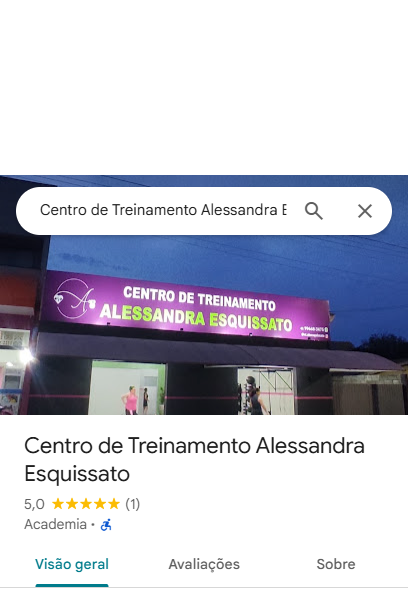 Centro de Treinamento Alessandra E
CENTRO DE TREINAMENTO
ALESSANDRA ESQUISSATO
Centro de Treinamento Alessandra
Esquissato
5,0 (1)
Academia ·
Visão geral
Avaliações
Sobre